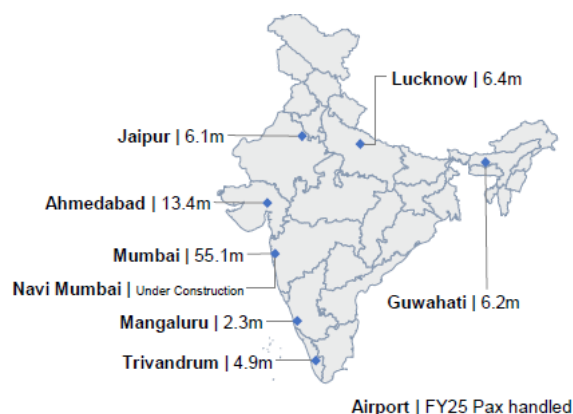 Lucknow | 6.4m
Jaipur | 6.1m
Ahmedabad | 13.4m
Mumbai | 55.1m
Navi Mumbai | Under Construction
Guwahati | 6.2m
Mangaluru | 2.3m
Trivandrum | 4.9m
Airport | FY25 Pax handled